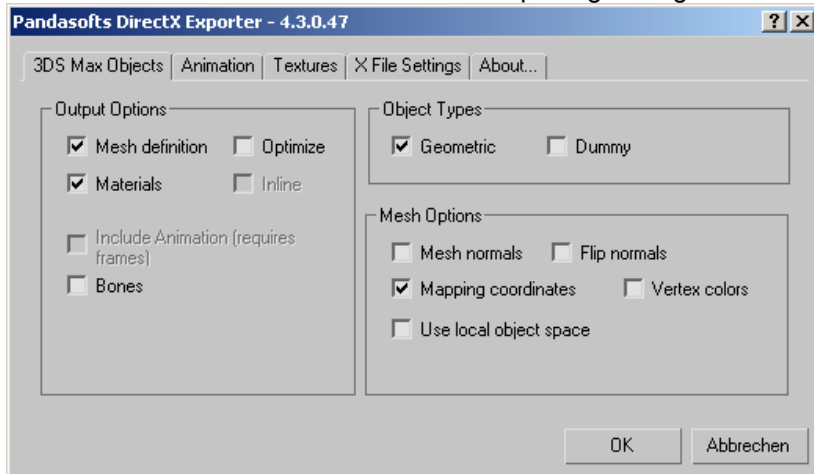 Pandasofts DirectX Exporter - 4.3.0.47
3DS Max Objects Animation Textures X File Settings About...
Output Options
Mesh definition Optimize
Materials Inline
Include Animation (requires
frames)
Bones
Object Types
Geometric Dummy
Mesh Options
Mesh normals Flip normals
Mapping coordinates Vertex colors
Use local object space
OK Abbrechen